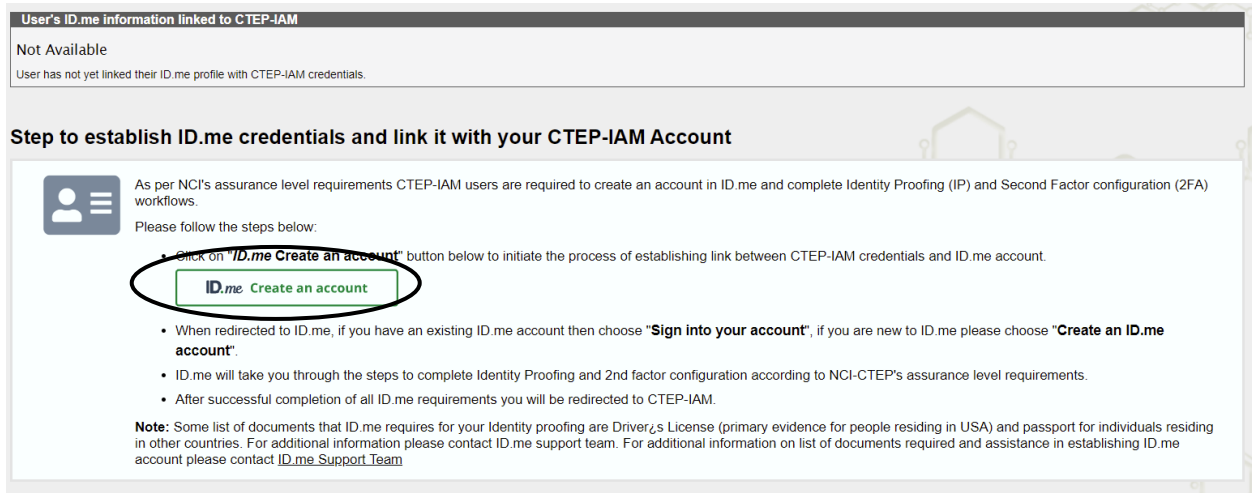 User's ID.me information linked to CTEP-IAM
Not Available
User has not yet linked their ID.me profile with CTEP-IAM credentials.
Step to establish ID.me credentials and link it with your CTEP-IAM Account
As per NCI's assurance level requirements CTEP-IAM users are required to create an account in ID.me and complete Identity Proofing (IP) and Second Factor configuration (2FA)
workflows.
Please follow the steps below:
• Click on "ID.me Create an account" button below to initiate the process of establishing link between CTEP-IAM credentials and ID.me account.
ID.me Create an account
• When redirected to ID.me, if you have an existing ID.me account then choose "Sign into your account", if you are new to ID.me please choose "Create an ID.me
account".
• ID.me will take you through the steps to complete Identity Proofing and 2nd factor configuration according to NCI-CTEP's assurance level requirements.
• After successful completion of all ID.me requirements you will be redirected to CTEP-IAM.
Note: Some list of documents that ID.me requires for your Identity proofing are Driver¿s License (primary evidence for people residing in USA) and passport for individuals residing
in other countries. For additional information please contact ID.me support team. For additional information on list of documents required and assistance in establishing ID.me
account please contact ID.me Support Team